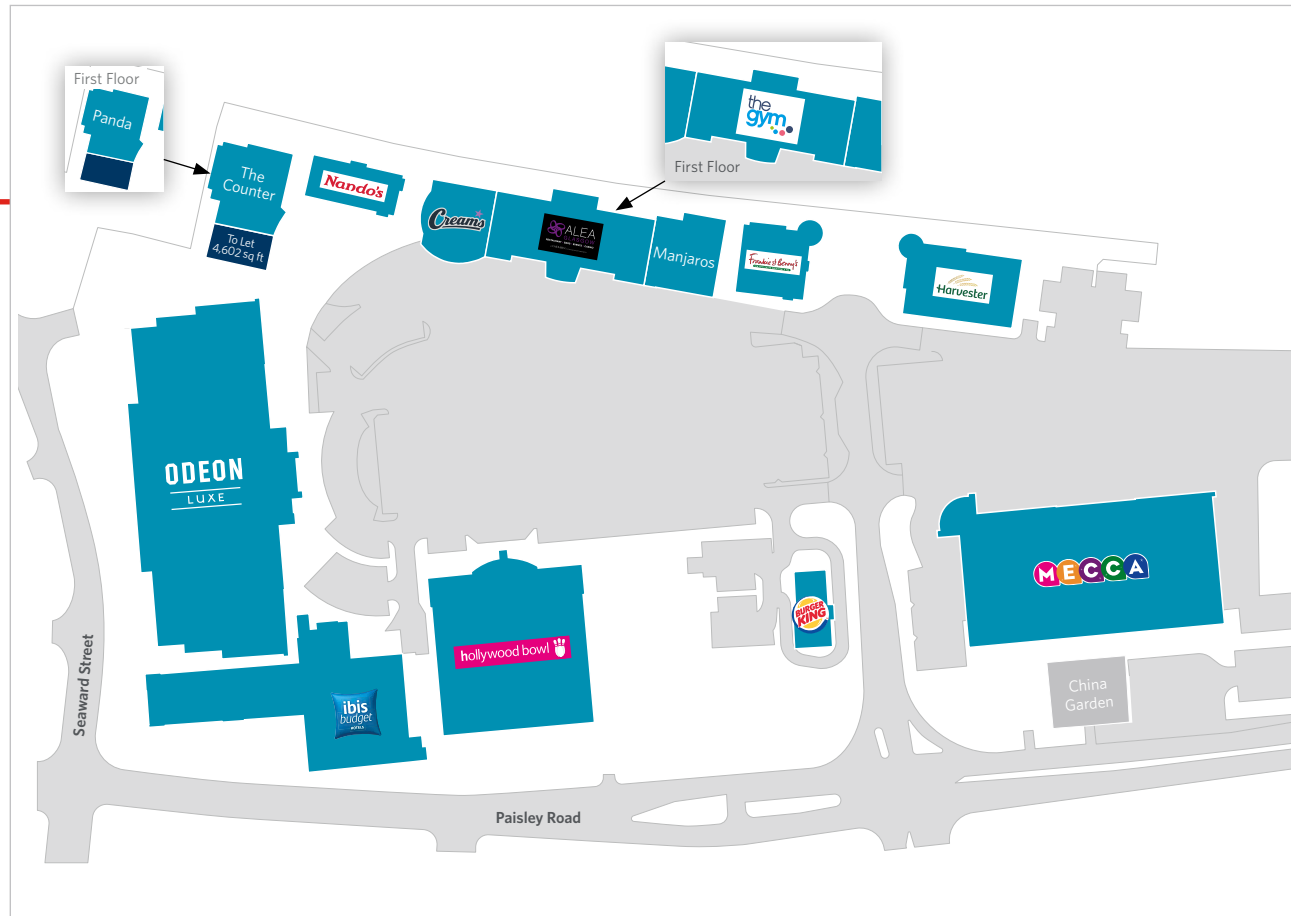 First Floor
Panda
The
Counter
To Let
4,602 sq ft
Nando's
Creams
ALEA
the
gym
First Floor
Manjaros
Frankie & Benny's
Harvester
ODEON
LUXE
hollywood bowl
BURGER
KING
MECCA
ibis
budget
HOTELS
China
Garden
Seaward Street
Paisley Road